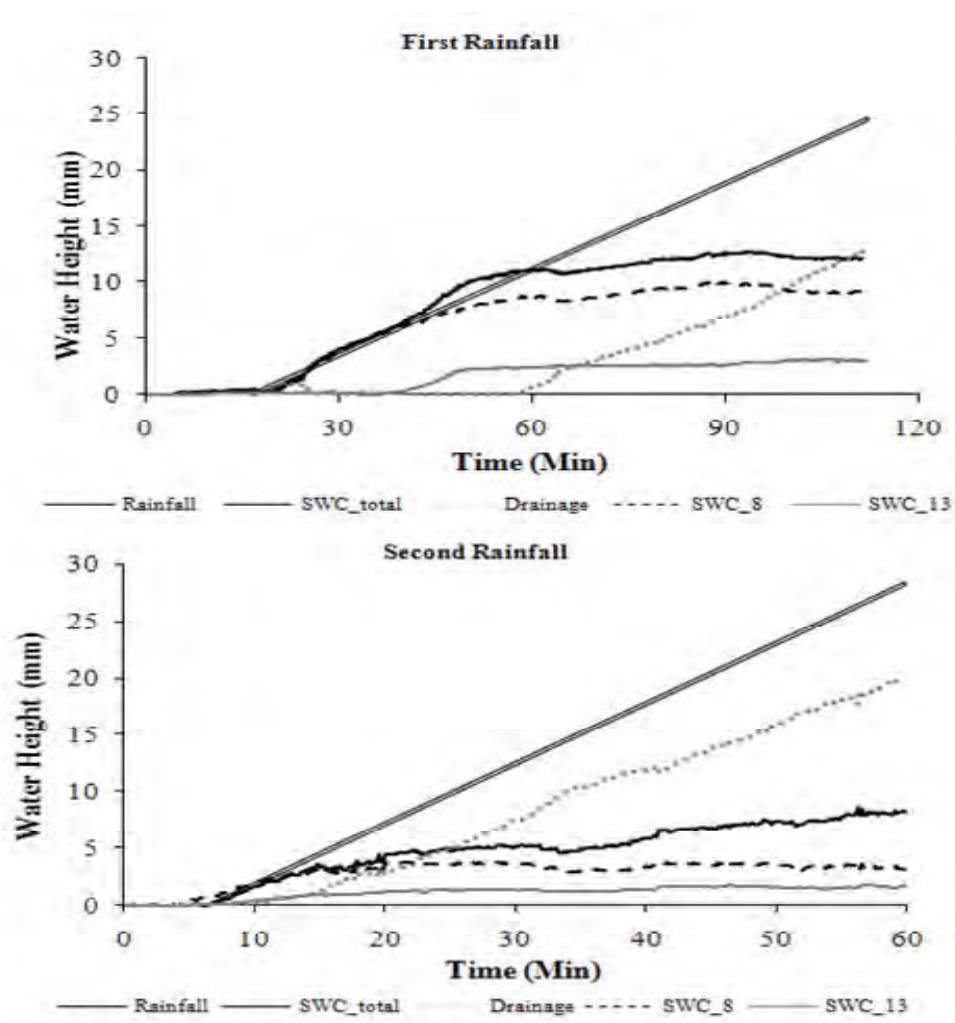 First Rainfall
30
25
20
15
10
5
0
Water Height (mm)
0 30 60 90 120
Time (Min)
Rainfall SWC_total Drainage SWC_8 SWC_13
Second Rainfall
30
25
20
15
10
5
0
Water Height (mm)
0 10 20 30 40 50 60
Time (Min)
Rainfall SWC_total Drainage SWC_8 SWC_13